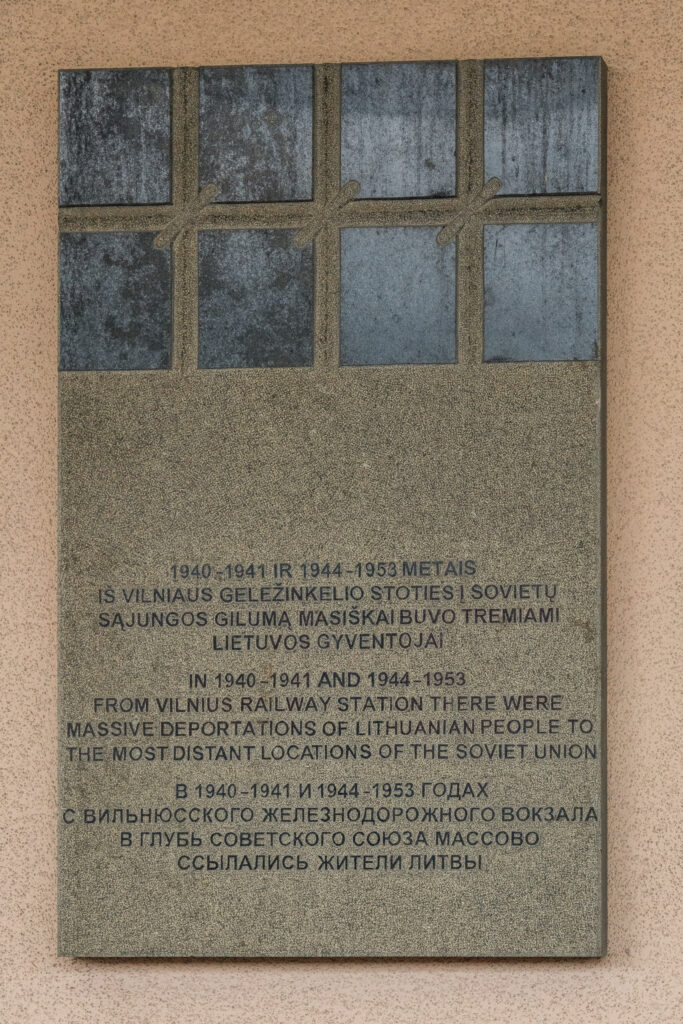 1940-1941 IR 1944-1953 METAIS
IŠ VILNIAUS GELEŽINKELIO STOTIES Į SOVIETŲ
SĄJUNGOS GILUMĄ MASIŠKAI BUVO TREMIAMI
LIETUVOS GYVENTOJAI
IN 1940-1941 AND 1944-1953
FROM VILNIUS RAILWAY STATION THERE WERE
MASSIVE DEPORTATIONS OF LITHUANIAN PEOPLE TO
THE MOST DISTANT LOCATIONS OF THE SOVIET UNION
В 1940-1941 И 1944-1953 ГОДАХ
С ВИЛЬНЮССКОГО ЖЕЛЕЗНОДОРОЖНОГО ВОКЗАЛА
В ГЛУБЬ СОВЕТСКОГО СОЮЗА МАССОВО
ССЫЛАЛИСЬ ЖИТЕЛИ ЛИТВЫ